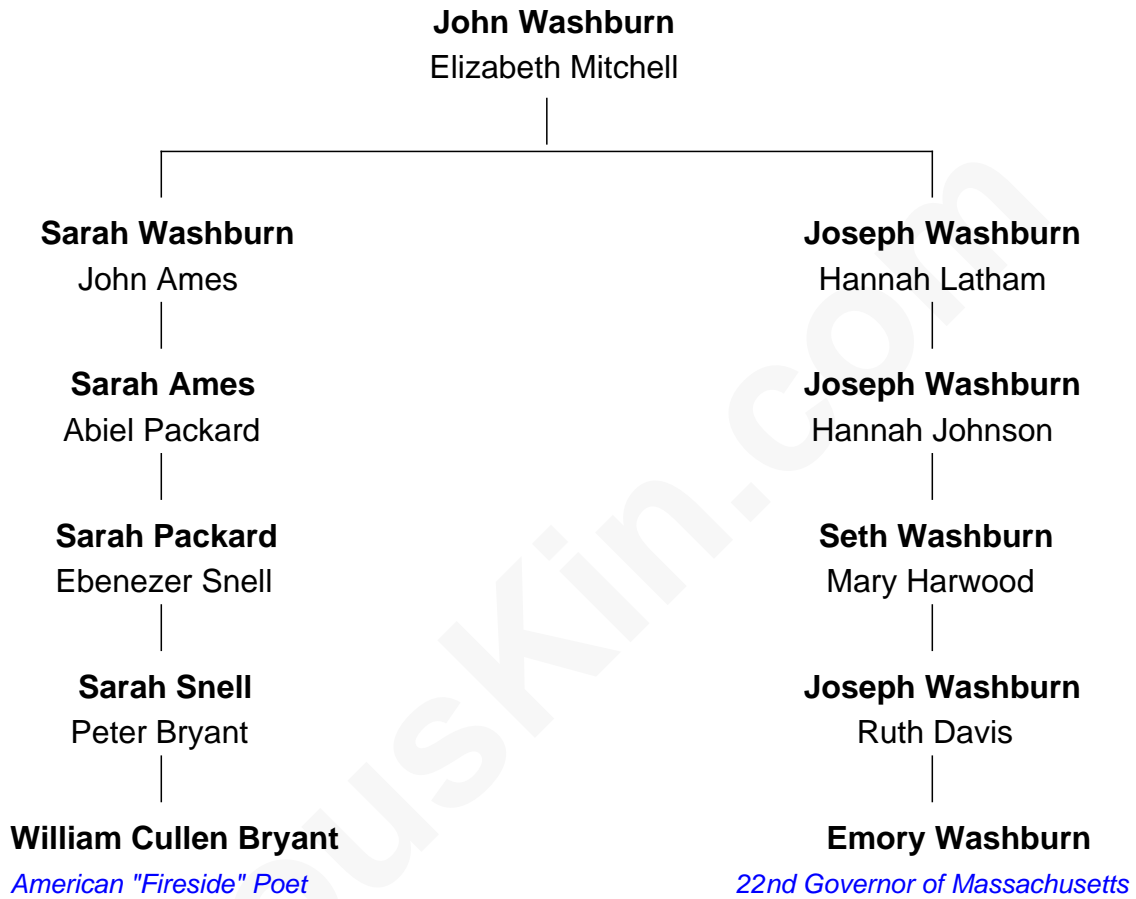 John Washburn
Elizabeth Mitchell
Sarah Washburn
John Ames
Joseph Washburn
Hannah Latham
Sarah Ames
Abiel Packard
Joseph Washburn
Hannah Johnson
Sarah Packard
Ebenezer Snell
Seth Washburn
Mary Harwood
Sarah Snell
Peter Bryant
Joseph Washburn
Ruth Davis
William Cullen Bryant
American "Fireside" Poet
Emory Washburn
22nd Governor of Massachusetts